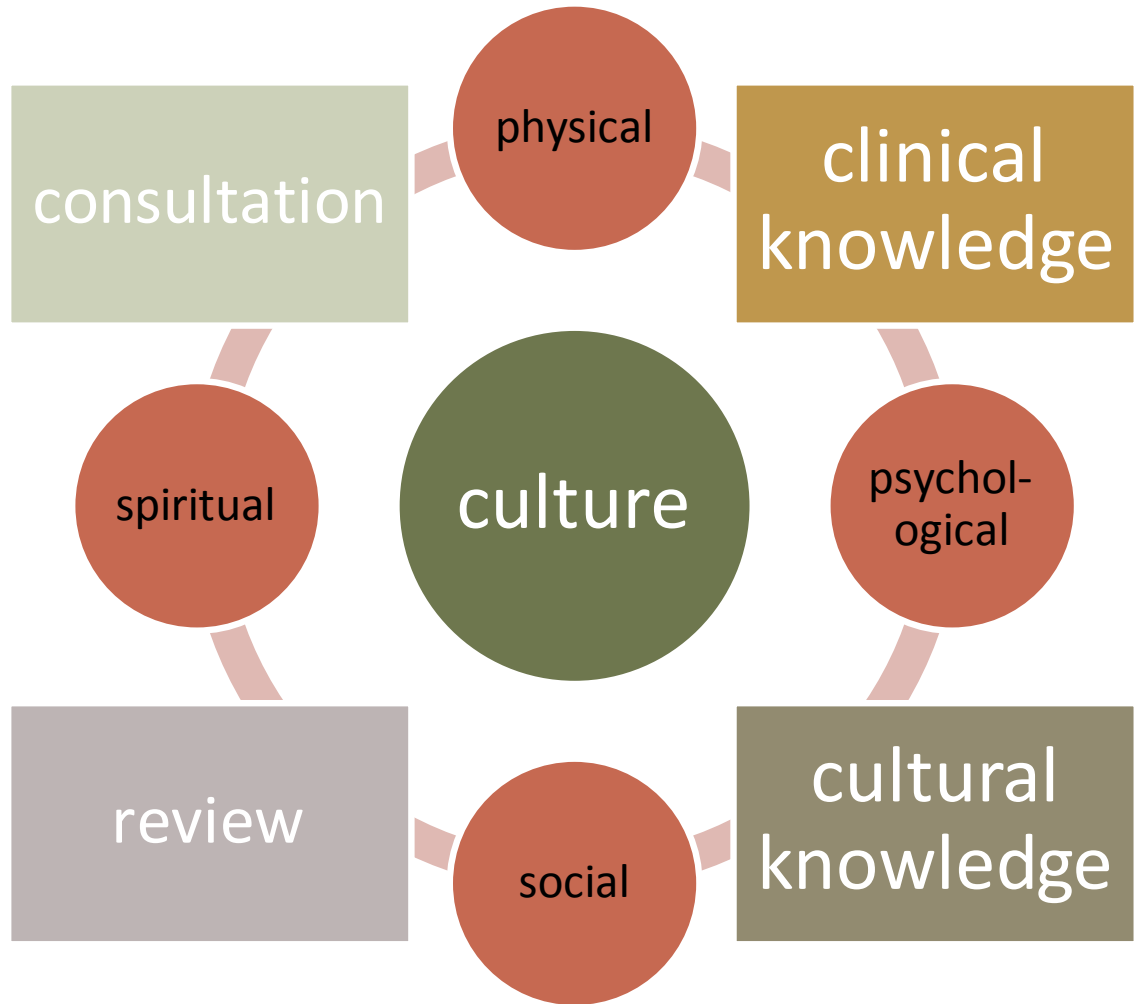 physical
consultation
clinical
knowledge
spiritual
culture
psychol-
ogical
review
cultural
knowledge
social